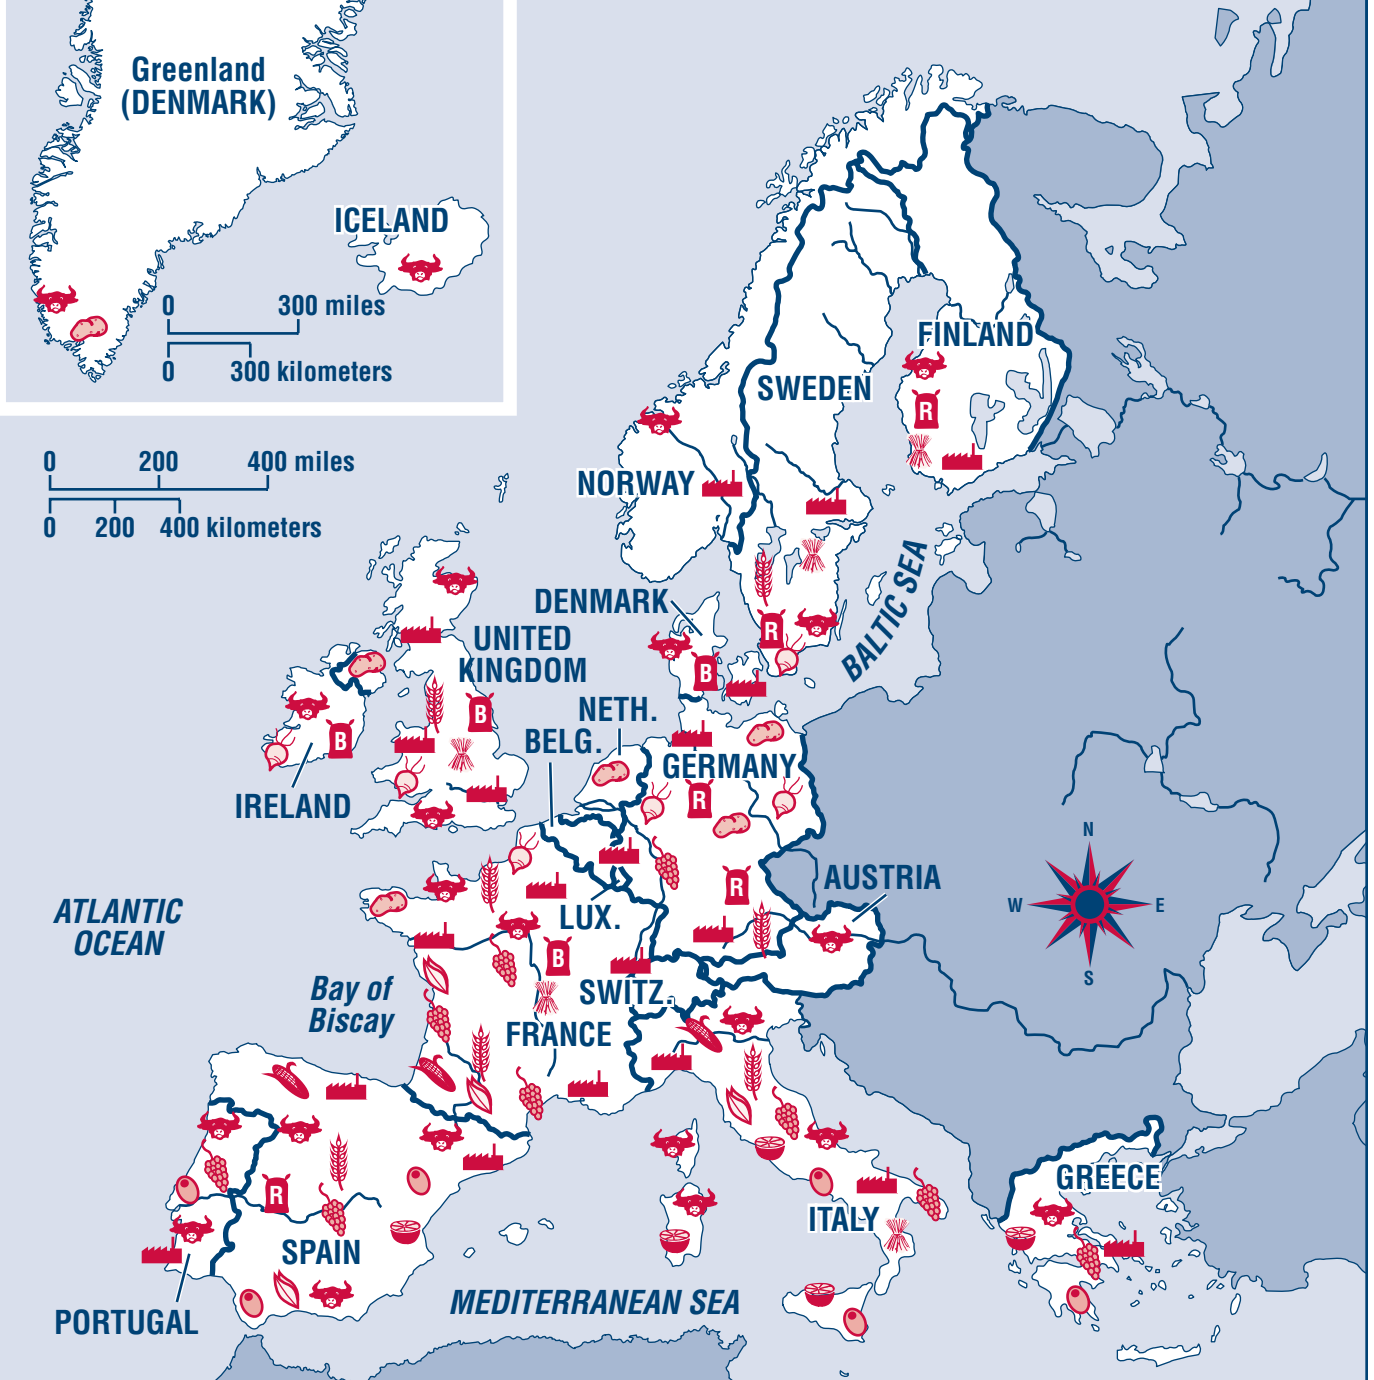 Greenland
(DENMARK)
ICELAND
0 300 miles
0 300 kilometers
0 200 400 miles
0 200 400 kilometers
FINLAND
SWEDEN
R
NORWAY
BALTIC SEA
DENMARK
R
B
UNITED
KINGDOM
B
NETH.
BELG.
B
IRELAND
GERMANY
R
R
AUSTRIA
N
W
E
S
ATLANTIC
OCEAN
LUX.
B
Bay of
Biscay
SWITZ.
FRANCE
GREECE
R
ITALY
SPAIN
PORTUGAL
MEDITERRANEAN SEA